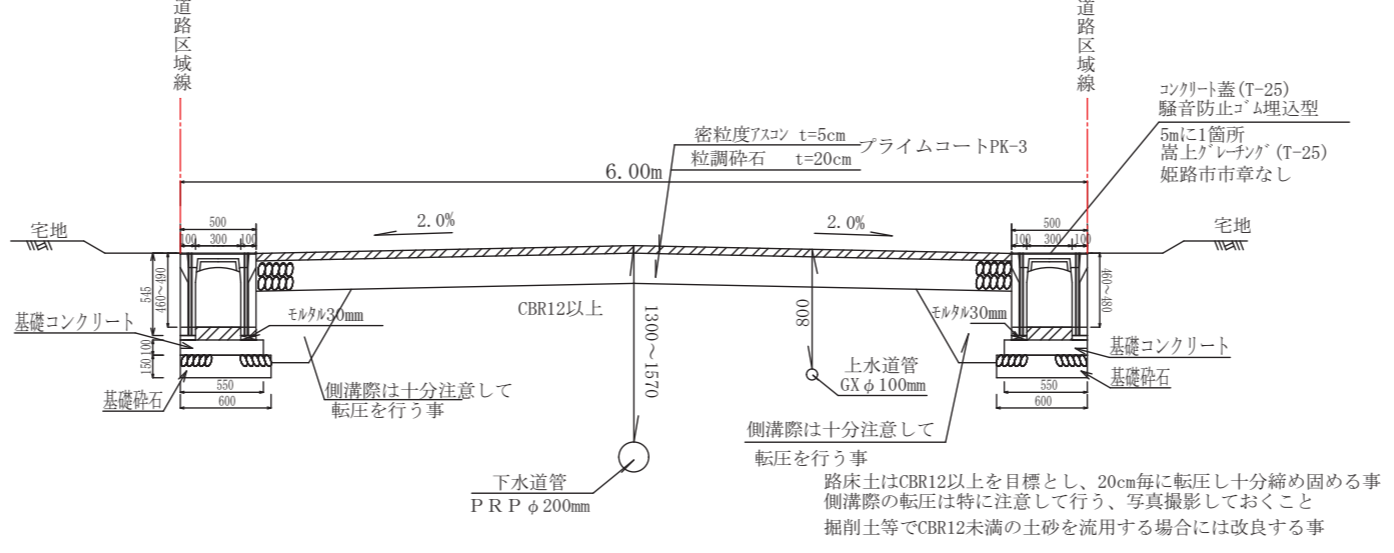 道路区域線
道路区域線
コンクリート蓋(T-25)
騒音防止ゴム埋込型
5mに1箇所
嵩上グレーチング(T-25)
姫路市市章なし
密粒度アスコン t=5cm
粒調砕石 t=20cm
プライムコートPK-3
6.00m
宅地
500
100 300 100
2.0%
2.0%
500
100 300 100
宅地
545
460~490
100
150
基礎コンクリート
モルタル30mm
CBR12以上
1300~1570
800
モルタル30mm
460~480
基礎コンクリート
基礎砕石
550
600
側溝際は十分注意して
転圧を行う事
上水道管
GXφ100mm
基礎砕石
550
600
側溝際は十分注意して
転圧を行う事
下水道管
PRPφ200mm
路床土はCBR12以上を目標とし、20cm毎に転圧し十分締め固める事
側溝際の転圧は特に注意して行う、写真撮影しておくこと
掘削土等でCBR12未満の土砂を流用する場合には改良する事